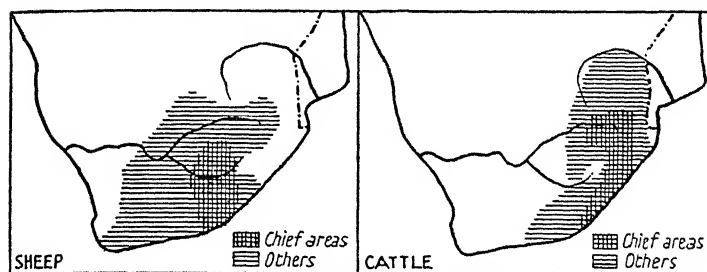 Chief areas
Others
SHEEP
Chief areas
Others
CATTLE